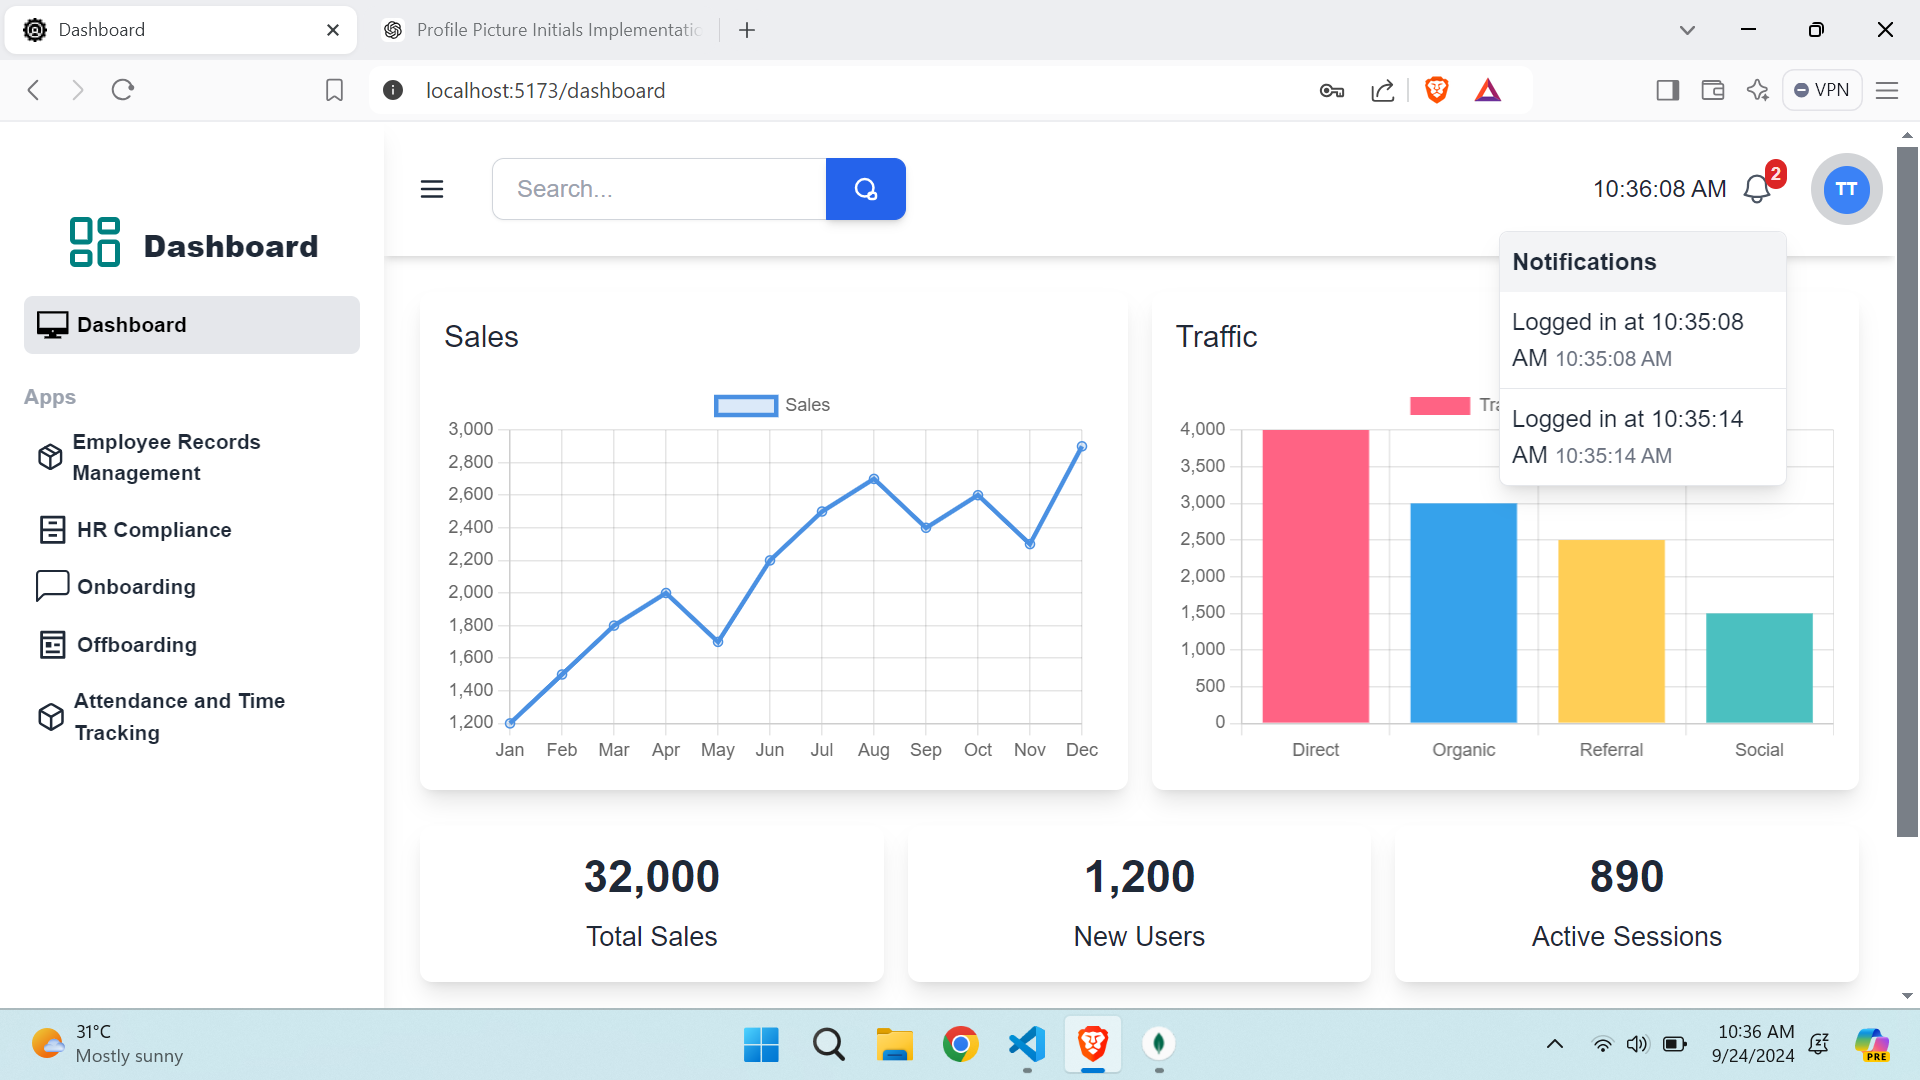 Dashboard
Profile Picture Initials Implementatio
localhost:5173/dashboard
VPN
Search...
10:36:08 AM
2
TT
Dashboard
Dashboard
Apps
Employee Records
Management
HR Compliance
Onboarding
Offboarding
Attendance and Time
Tracking
Notifications
Logged in at 10:35:08
AM 10:35:08 AM
Logged in at 10:35:14
AM 10:35:14 AM
Sales
Sales
3,000
2,800
2,600
2,400
2,200
2,000
1,800
1,600
1,400
1,200
Jan Feb Mar Apr May Jun Jul Aug Sep Oct Nov Dec
Traffic
Tra
4,000
3,500
3,000
2,500
2,000
1,500
1,000
500
0
Direct Organic Referral Social
32,000
Total Sales
1,200
New Users
890
Active Sessions
31°C
Mostly sunny
10:36 AM
9/24/2024
PRE